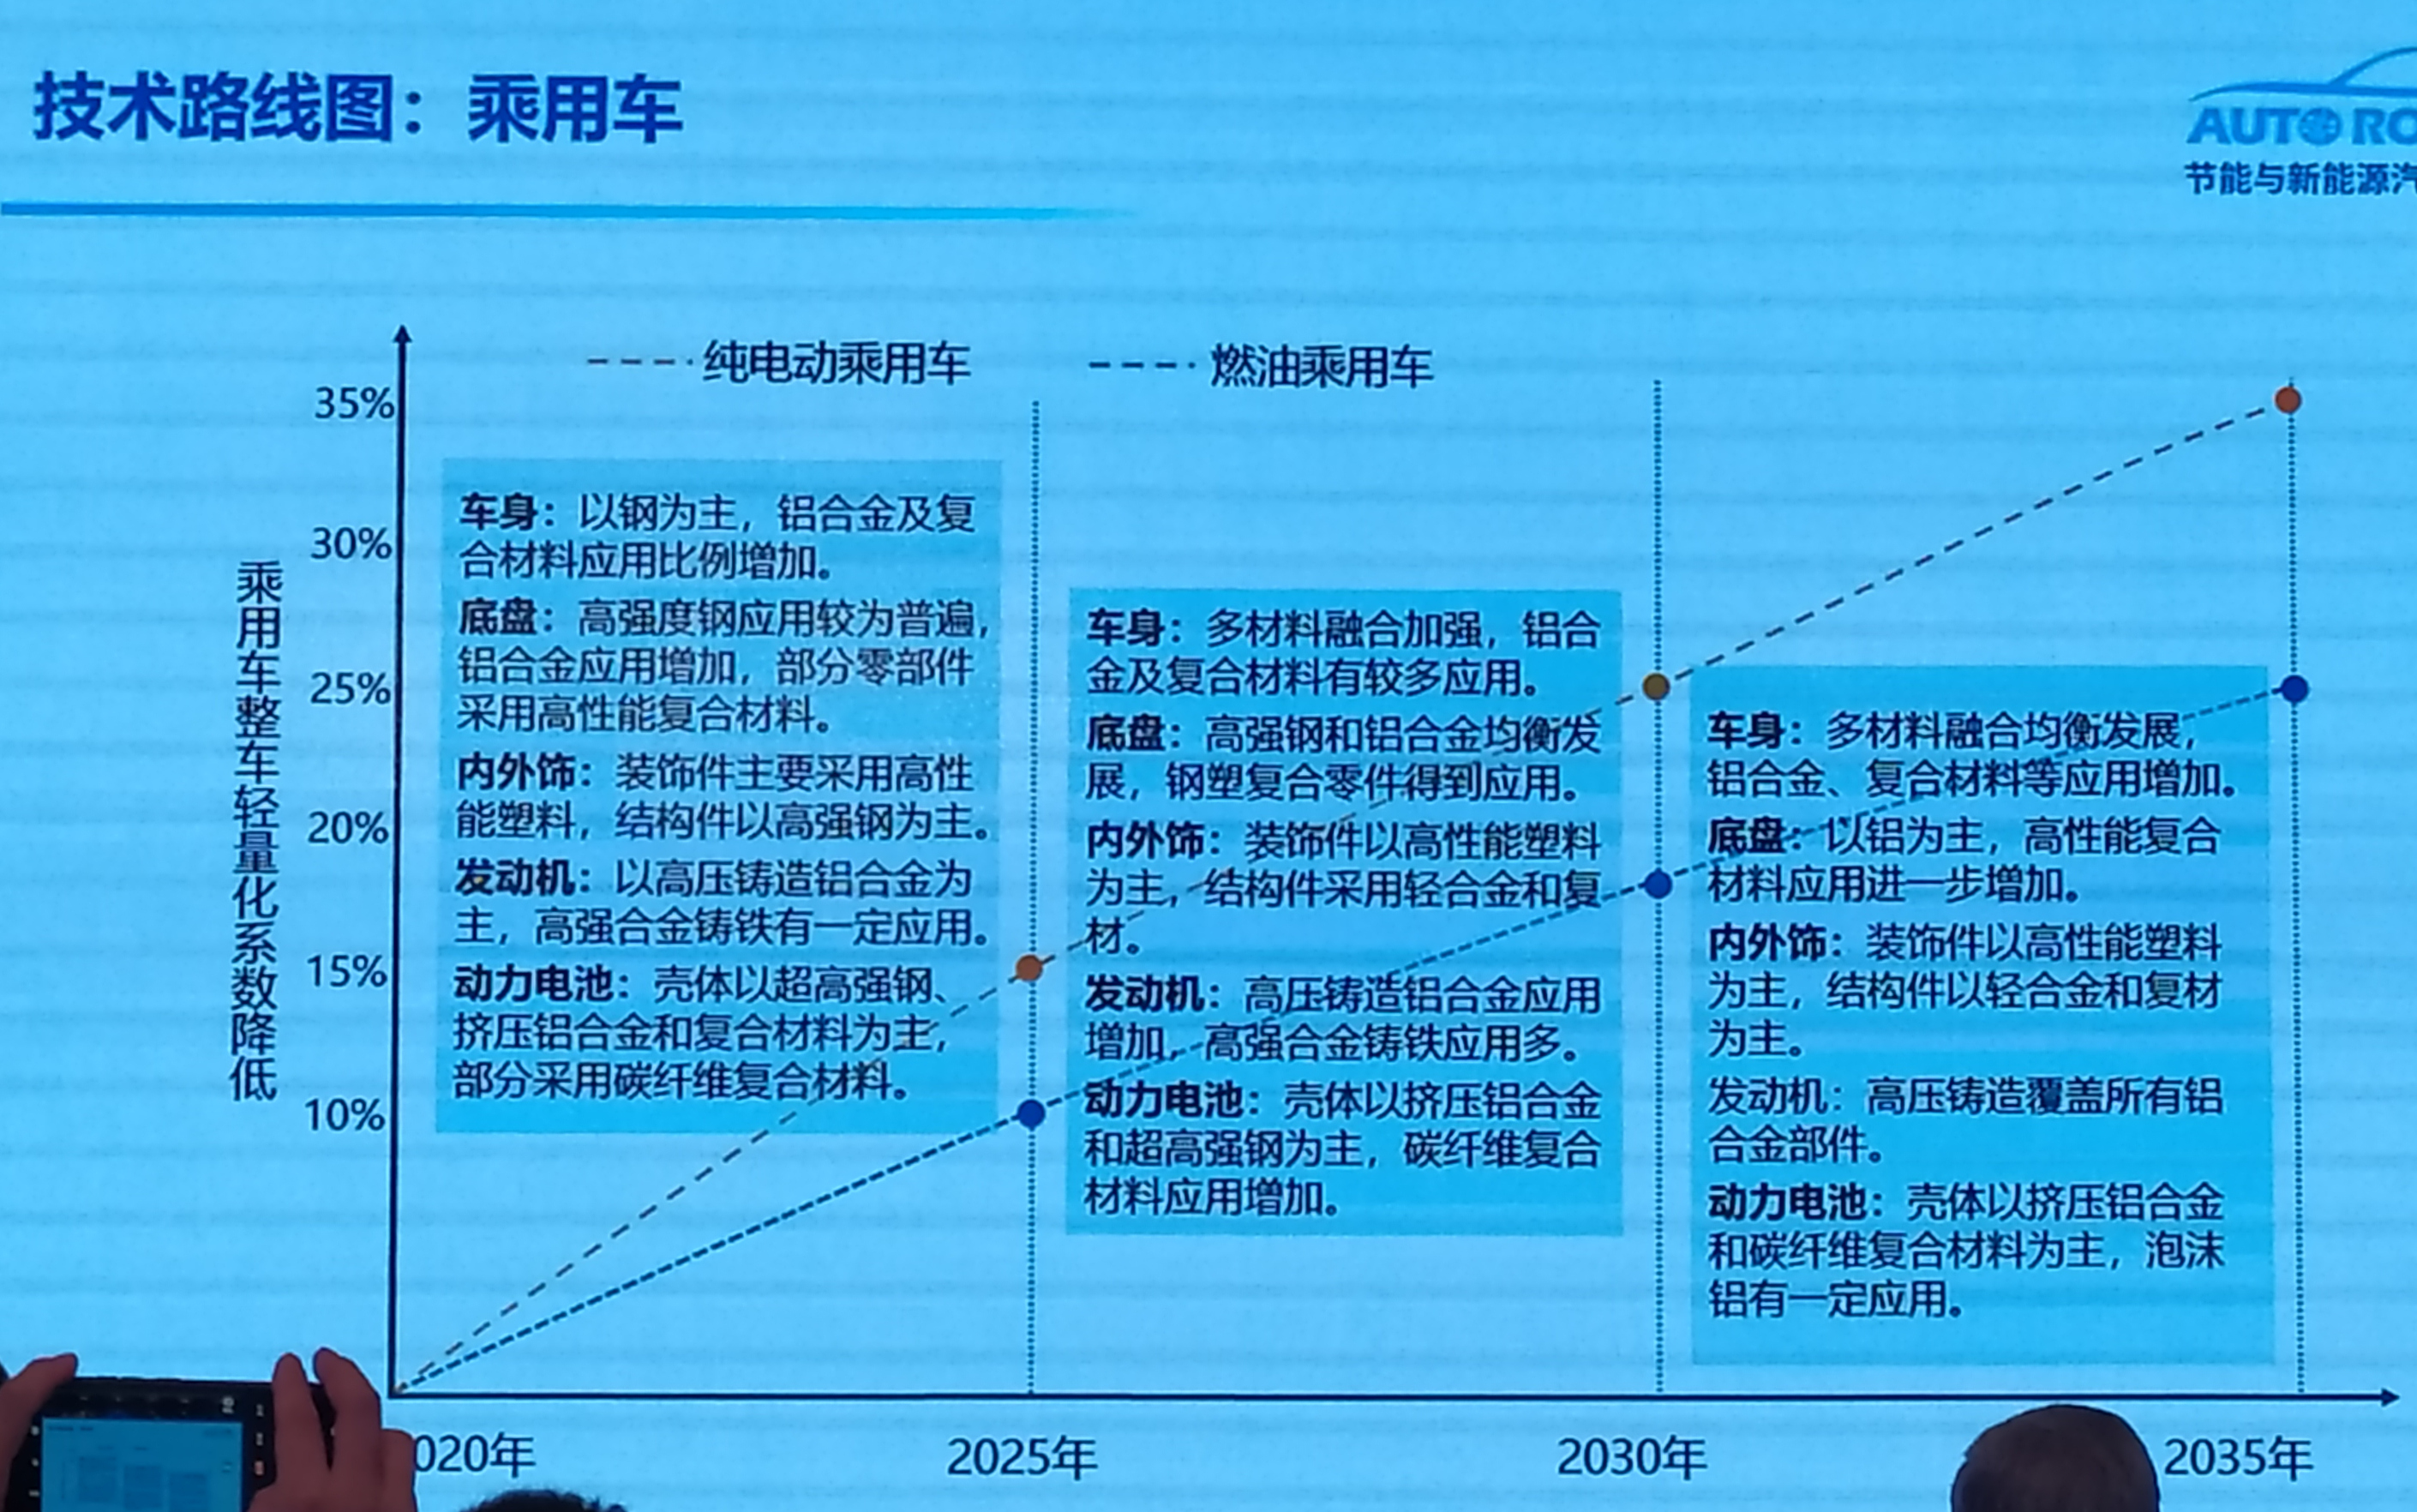 技术路线图：乘用车
AUTO RO
节能与新能源汽
纯电动乘用车
燃油乘用车
35%
30%
25%
20%
15%
10%
乘用车整车轻量化系数降低
车身：以钢为主，铝合金及复
合材料应用比例增加。
底盘：高强度钢应用较为普遍，
铝合金应用增加，部分零部件
采用高性能复合材料。
内外饰：装饰件主要采用高性
能塑料，结构件以高强钢为主。
发动机：以高压铸造铝合金为
主，高强合金铸铁有一定应用。
动力电池：壳体以超高强钢、
挤压铝合金和复合材料为主，
部分采用碳纤维复合材料。
车身：多材料融合加强，铝合
金及复合材料有较多应用。
底盘：高强钢和铝合金均衡发
展，钢塑复合零件得到应用。
内外饰：装饰件以高性能塑料
为主，结构件采用轻合金和复
材。
发动机：高压铸造铝合金应用
增加，高强合金铸铁应用多。
动力电池：壳体以挤压铝合金
和超高强钢为主，碳纤维复合
材料应用增加。
车身：多材料融合均衡发展，
铝合金、复合材料等应用增加。
底盘：以铝为主，高性能复合
材料应用进一步增加。
内外饰：装饰件以高性能塑料
为主，结构件以轻合金和复材
为主。
发动机：高压铸造覆盖所有铝
合金部件。
动力电池：壳体以挤压铝合金
和碳纤维复合材料为主，泡沫
铝有一定应用。
020年
2025年
2030年
2035年